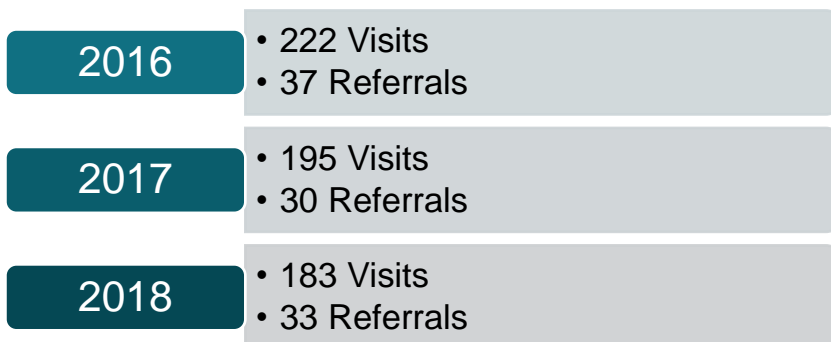 2016
• 222 Visits
• 37 Referrals
2017
• 195 Visits
• 30 Referrals
2018
• 183 Visits
• 33 Referrals